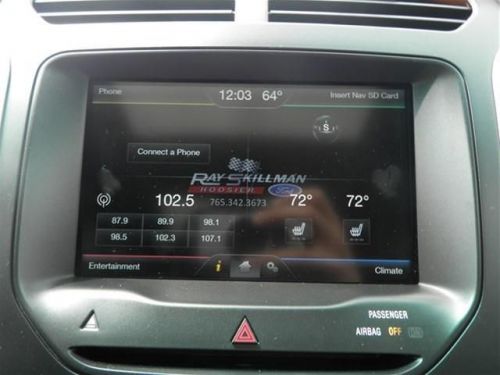 Phone 12:03 64° Insert Nav SD Card
S
Connect a Phone
RAY SKILLMAN
HOOSIER Ford
765.342.3673
102.5 72° 72°
87.9 89.9 98.1
98.5 102.3 107.1
Entertainment i Climate
PASSENGER
AIRBAG OFF